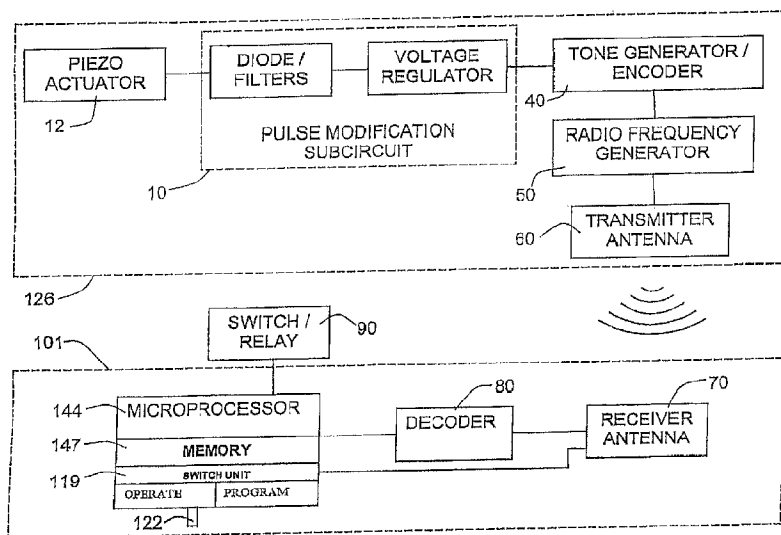 PIEZO
ACTUATOR
12
DIODE /
FILTERS
VOLTAGE
REGULATOR
PULSE MODIFICATION
SUBCIRCUIT
10
TONE GENERATOR /
ENCODER
40
RADIO FREQUENCY
GENERATOR
50
TRANSMITTER
ANTENNA
60
126
SWITCH /
RELAY
90
101
144
MICROPROCESSOR
147
MEMORY
119
SWITCH UNIT
OPERATE
PROGRAM
122
80
DECODER
70
RECEIVER
ANTENNA